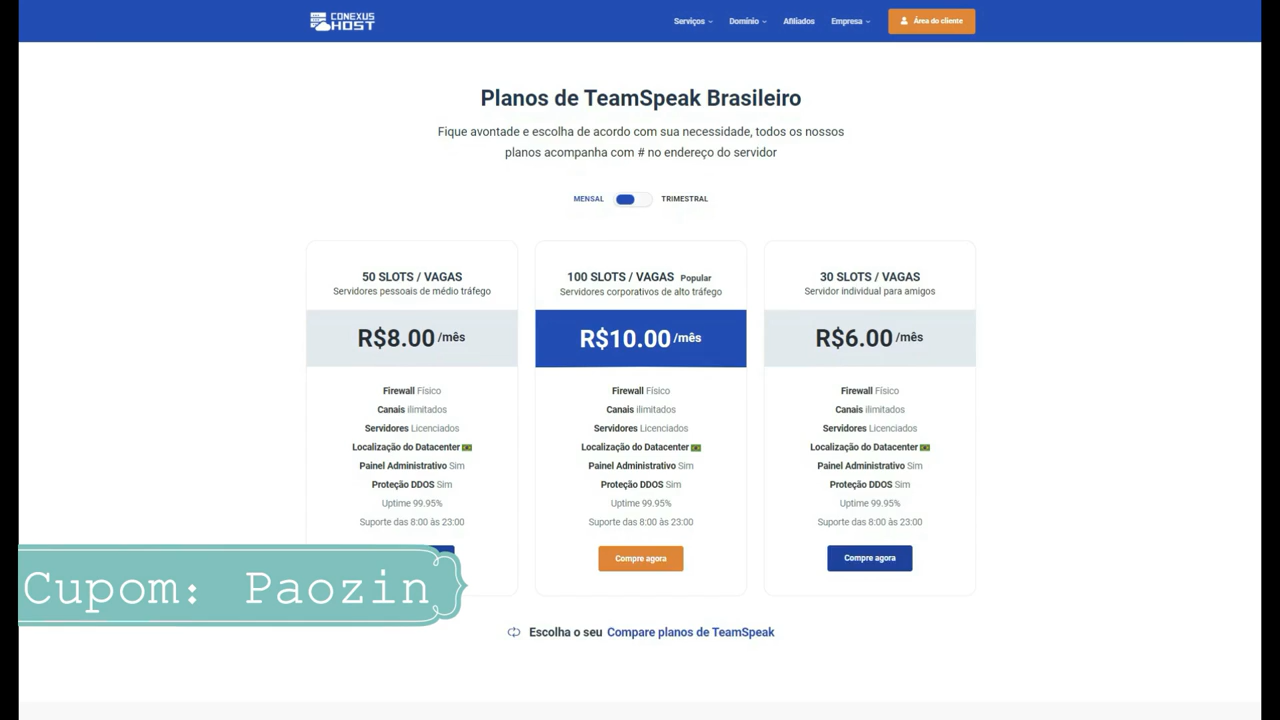 CONEXUS
HOST
Serviços
Domínio
Afiliados
Empresa
Área do cliente
Planos de TeamSpeak Brasileiro
Fique avontade e escolha de acordo com sua necessidade, todos os nossos
planos acompanha com # no endereço do servidor
MENSAL
TRIMESTRAL
50 SLOTS / VAGAS
Servidores pessoais de médio tráfego
R$8.00 /mês
Firewall Físico
Canais ilimitados
Servidores Licenciados
Localização do Datacenter
Painel Administrativo Sim
Proteção DDOS Sim
Uptime 99.95%
Suporte das 8:00 às 23:00
100 SLOTS / VAGAS Popular
Servidores corporativos de alto tráfego
R$10.00 /mês
Firewall Físico
Canais ilimitados
Servidores Licenciados
Localização do Datacenter
Painel Administrativo Sim
Proteção DDOS Sim
Uptime 99.95%
Suporte das 8:00 às 23:00
Compre agora
30 SLOTS / VAGAS
Servidor individual para amigos
R$6.00 /mês
Firewall Físico
Canais ilimitados
Servidores Licenciados
Localização do Datacenter
Painel Administrativo Sim
Proteção DDOS Sim
Uptime 99.95%
Suporte das 8:00 às 23:00
Compre agora
Cupom: Paozin
Escolha o seu Compare planos de TeamSpeak